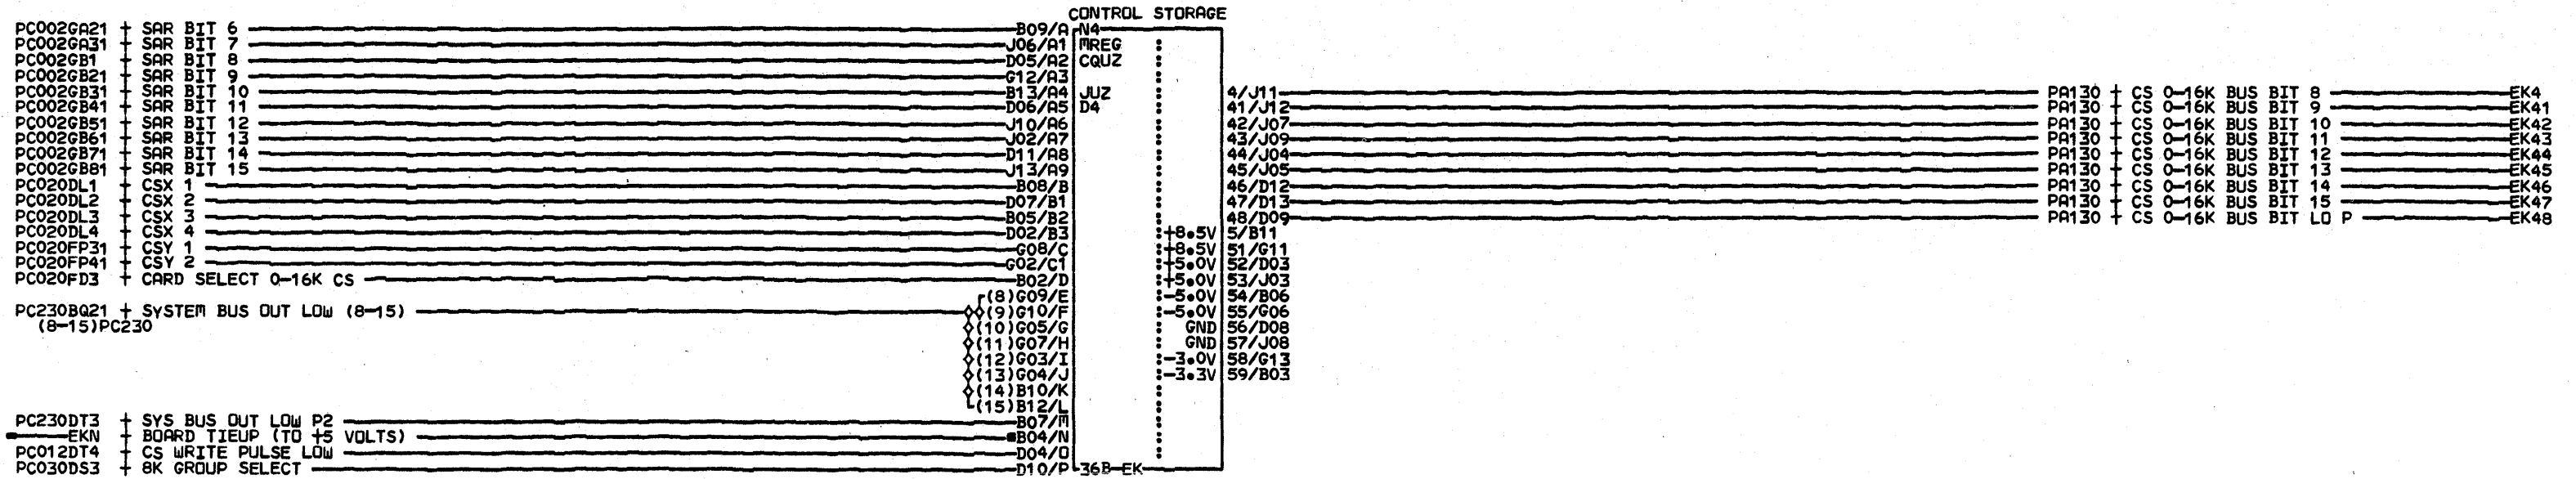 CONTROL STORAGE
PC002GA21 + SAR BIT 6 B09/A N4
PC002GA31 + SAR BIT 7 J06/A1 MREG
PC002GB1 + SAR BIT 8 D05/A2 CQUZ
PC002GB21 + SAR BIT 9 G12/A3
PC002GB31 + SAR BIT 10 B13/A4 JUZ 4/J11 PA130 + CS 0-16K BUS BIT 8 EK4
PC002GB41 + SAR BIT 11 D06/A5 D4 41/J12 PA130 + CS 0-16K BUS BIT 9 EK41
PC002GB51 + SAR BIT 12 J10/A6 42/J07 PA130 + CS 0-16K BUS BIT 10 EK42
PC002GB61 + SAR BIT 13 J02/A7 43/J09 PA130 + CS 0-16K BUS BIT 11 EK43
PC002GB71 + SAR BIT 14 D11/A8 44/J04 PA130 + CS 0-16K BUS BIT 12 EK44
PC002GB81 + SAR BIT 15 J13/A9 45/J05 PA130 + CS 0-16K BUS BIT 13 EK45
PC020DL1 + CSX 1 B08/B 46/D12 PA130 + CS 0-16K BUS BIT 14 EK46
PC020DL2 + CSX 2 D07/B1 47/D13 PA130 + CS 0-16K BUS BIT 15 EK47
PC020DL3 + CSX 3 B05/B2 48/D09 PA130 + CS 0-16K BUS BIT LO P EK48
PC020DL4 + CSX 4 D02/B3 +8.5V 5/B11
PC020FP31 + CSY 1 G08/C +8.5V 51/G11
PC020FP41 + CSY 2 G02/C1 +5.0V 52/D03
PC020FD3 + CARD SELECT 0-16K CS B02/D +5.0V 53/J03
(8)G09/E -5.0V 54/B06
PC230BQ21 + SYSTEM BUS OUT LOW (8-15) (9)G10/F -5.0V 55/G06
(8-15)PC230 (10)G05/G GND 56/D08
(11)G07/H GND 57/J08
(12)G03/I -3.0V 58/G13
(13)G04/J -3.3V 59/B03
(14)B10/K
(15)B12/L
PC230DT3 + SYS BUS OUT LOW P2 B07/M
EKN + BOARD TIEUP (TO +5 VOLTS) B04/N
PC012DT4 + CS WRITE PULSE LOW D04/O
PC030DS3 + 8K GROUP SELECT D10/P 36B-EK